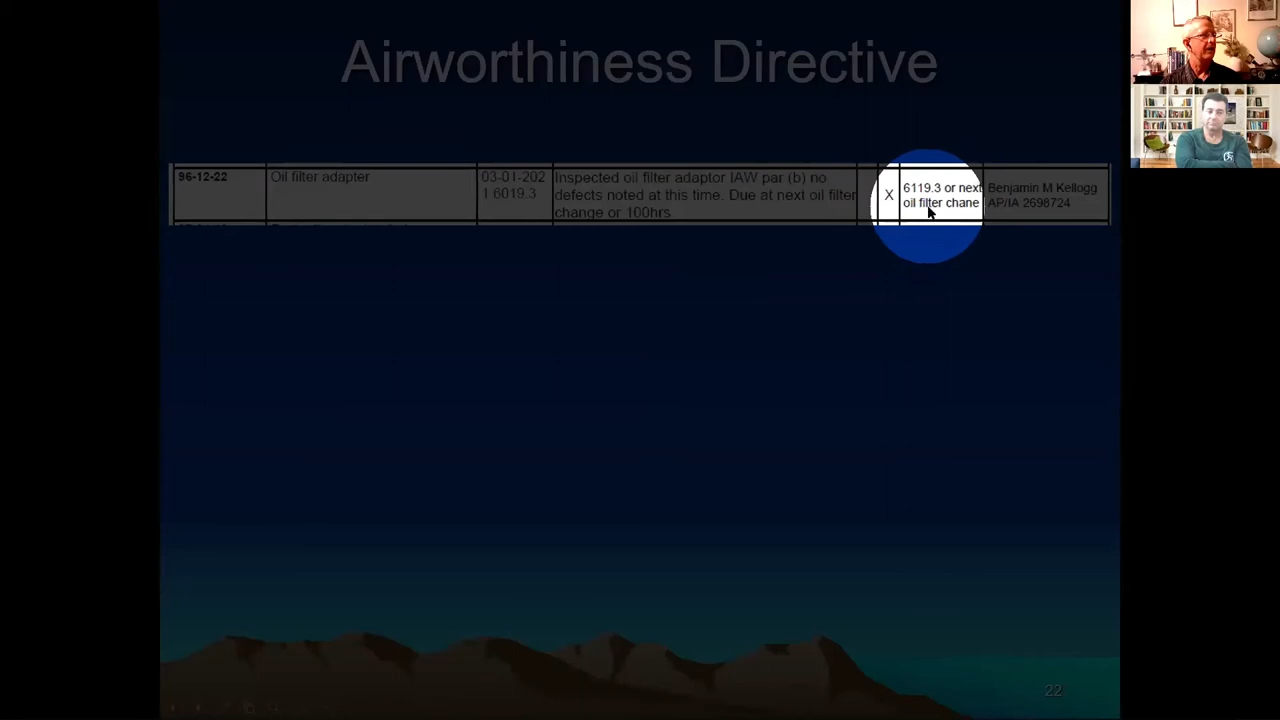 Airworthiness Directive
96-12-22
Oil filter adapter
03-01-202
1 6019.3
Inspected oil filter adaptor IAW par (b) no
defects noted at this time. Due at next oil filter
change or 100hrs
X
6119.3 or next
oil filter chane
Benjamin M Kellogg
AP/IA 2698724
22